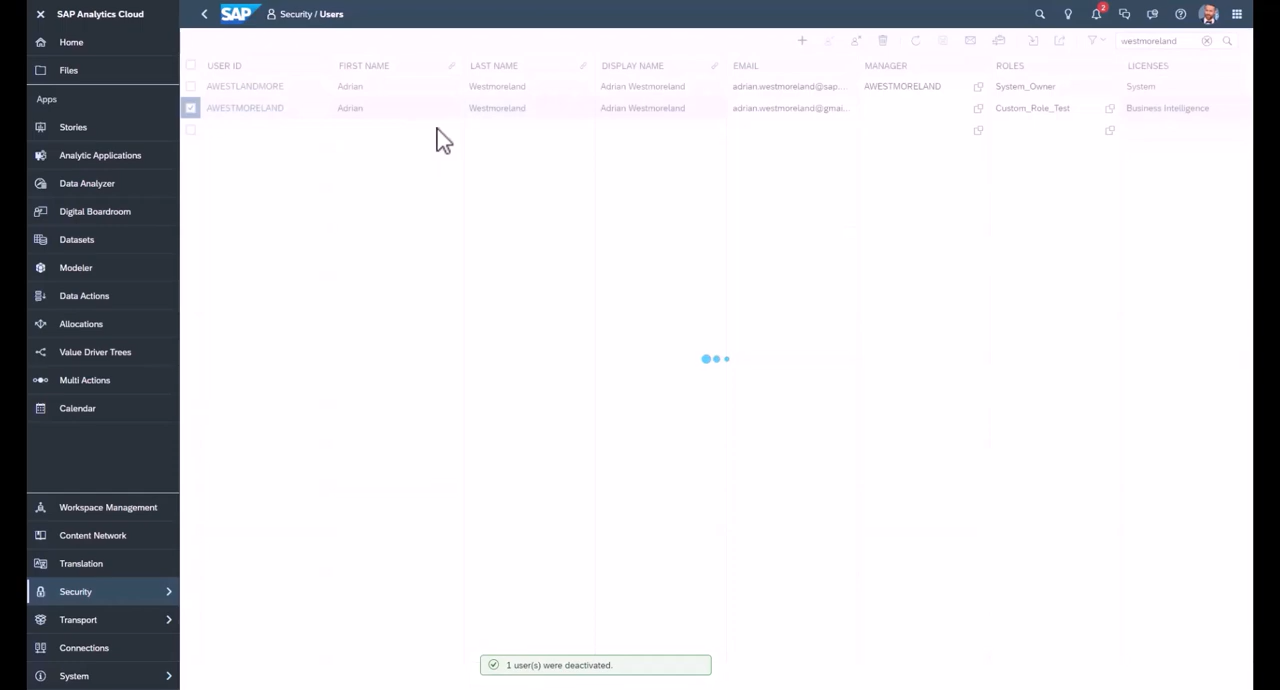 SAP Analytics Cloud
SAP Security / Users
2
Home
Files
Apps
Stories
Analytic Applications
Data Analyzer
Digital Boardroom
Datasets
Modeler
Data Actions
Allocations
Value Driver Trees
Multi Actions
Calendar
Workspace Management
Content Network
Translation
Security
Transport
Connections
System
westmoreland
USER ID FIRST NAME LAST NAME DISPLAY NAME EMAIL MANAGER ROLES LICENSES
AWESTLANDMORE Adrian Westmoreland Adrian Westmoreland adrian.westmoreland@sap.... AWESTMORELAND System_Owner System
AWESTMORELAND Adrian Westmoreland Adrian Westmoreland adrian.westmoreland@gmai... Custom_Role_Test Business Intelligence
1 user(s) were deactivated.